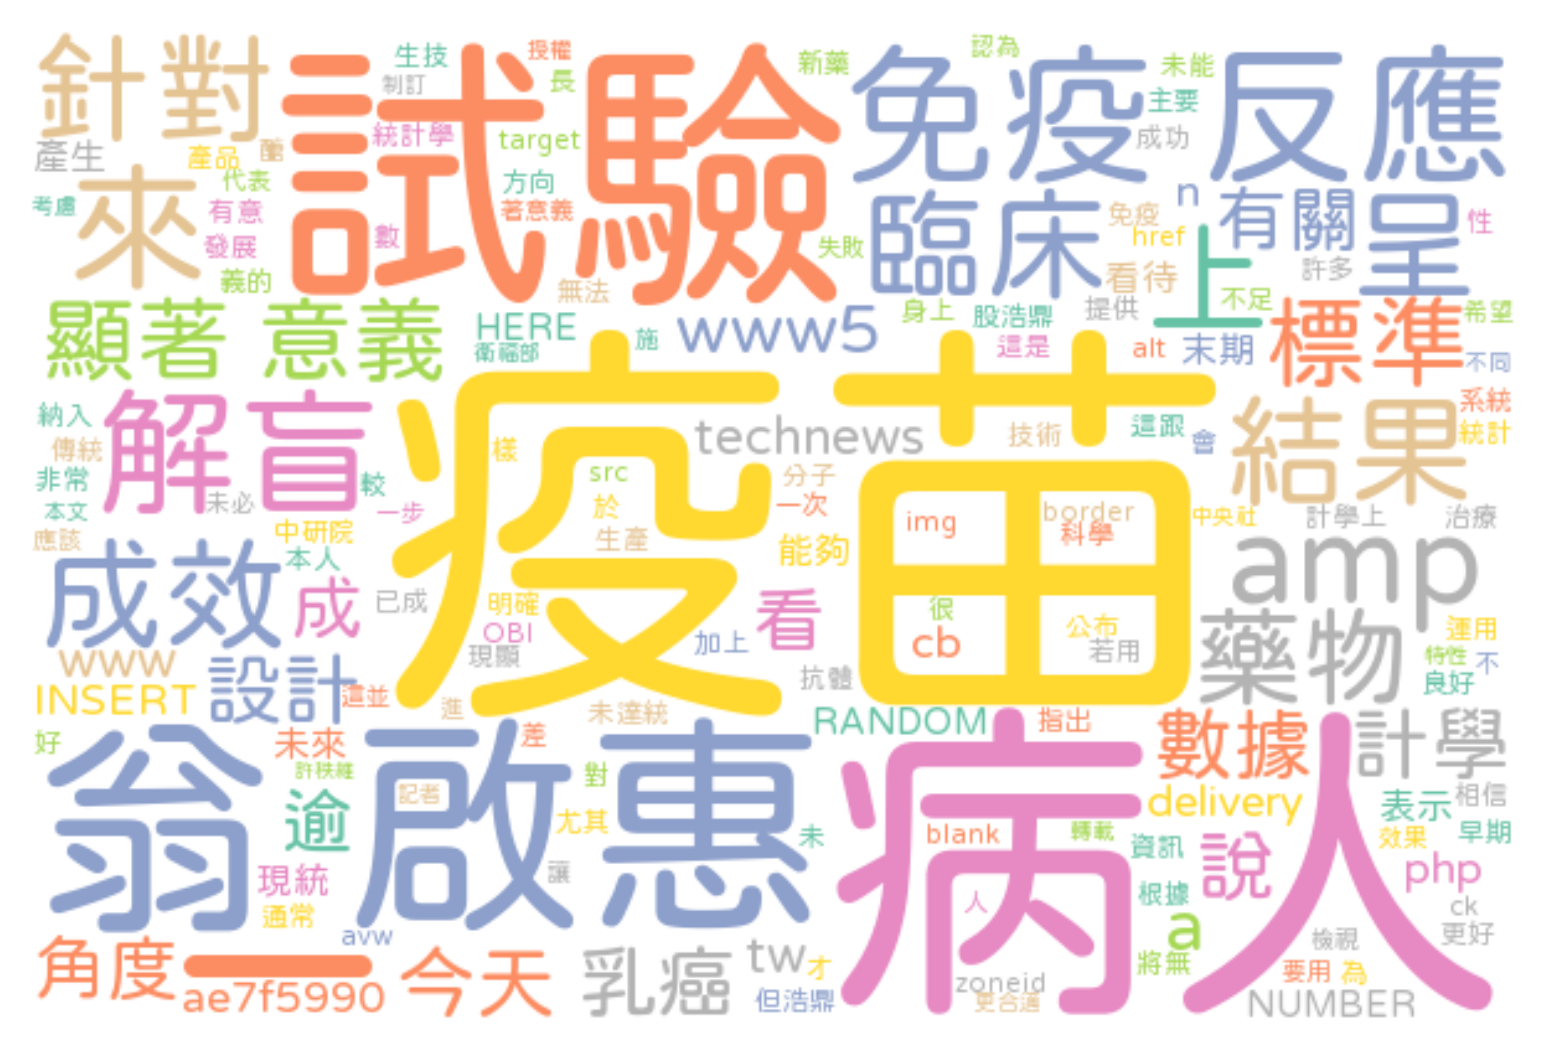 針對
試驗
免疫
反應
生技
授權
制訂
長
新藥
認為
未能
主要
成功
統計學
target
產生
產品
來
代表
考慮
有意
發展
數
義的
方向
著意義
無法
失敗
臨床
免疫
n
href
有關
呈
性
上
許多
看待
不足
顯著
意義
HERE
衛福部
施
www5
身上
股浩鼎
提供
這是
alt
末期
標準
希望
不同
納入
解盲
疫苗
technews
技術
這跟
會
結果
系統
統計
傳統
非常
本文
應該
未必
較
一步
樣
src
於
生產
分子
一次
img
border
科學
中央社
計學上
治療
中研院
本人
成效
成
已成
明確
OBI
現顯
能夠
看
加上
很
cb
公布
若用
amp
藥物
運用
特性
不
良好
www
INSERT
設計
這並
進
未達統
抗體
RANDOM
指出
好
翁
啟惠
未來
差
許秩維
逾
記者
對
尤其
未
讓
病人
數據
計學
delivery
表示
相信
早期
效果
blank
轉載
資訊
說
php
ck
更好
現統
通常
avw
人
根據
a
將無
檢視
要用
為
角度
一
ae7f5990
今天
乳癌
tw
才
但浩鼎
zoneid
更合適
NUMBER